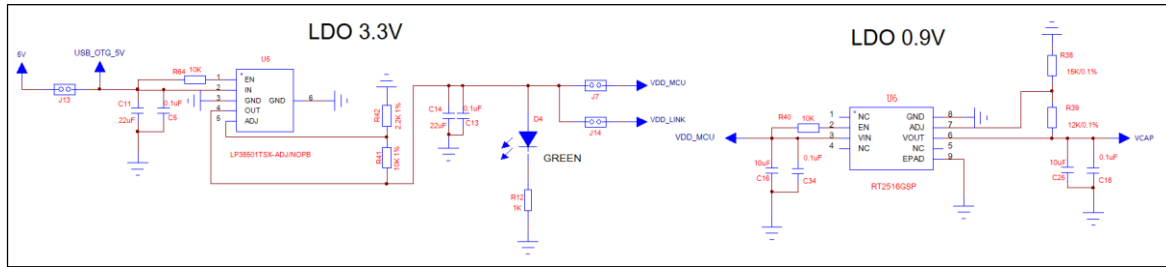 LDO 3.3V
5V
USB_OTG_5V
J13
R64 10K
C11
22uF
0.1uF
C5
U5
1 EN
2 IN
3 GND GND 6
4 OUT
5 ADJ
LP38501TSX-ADJ/NOPB
R42
2.2K 1%
R41
10K 1%
C14
22uF
0.1uF
C13
D4
GREEN
R12
1K
J7
VDD_MCU
J14
VDD_LINK
LDO 0.9V
VDD_MCU
R40 10K
10uF
C16
0.1uF
C34
U6
1 NC GND 8
2 EN ADJ 7
3 VIN VOUT 6
4 NC NC 5
EPAD 9
RT2516GSP
R38
15K/0.1%
R39
12K/0.1%
VCAP
10uF
C25
0.1uF
C18